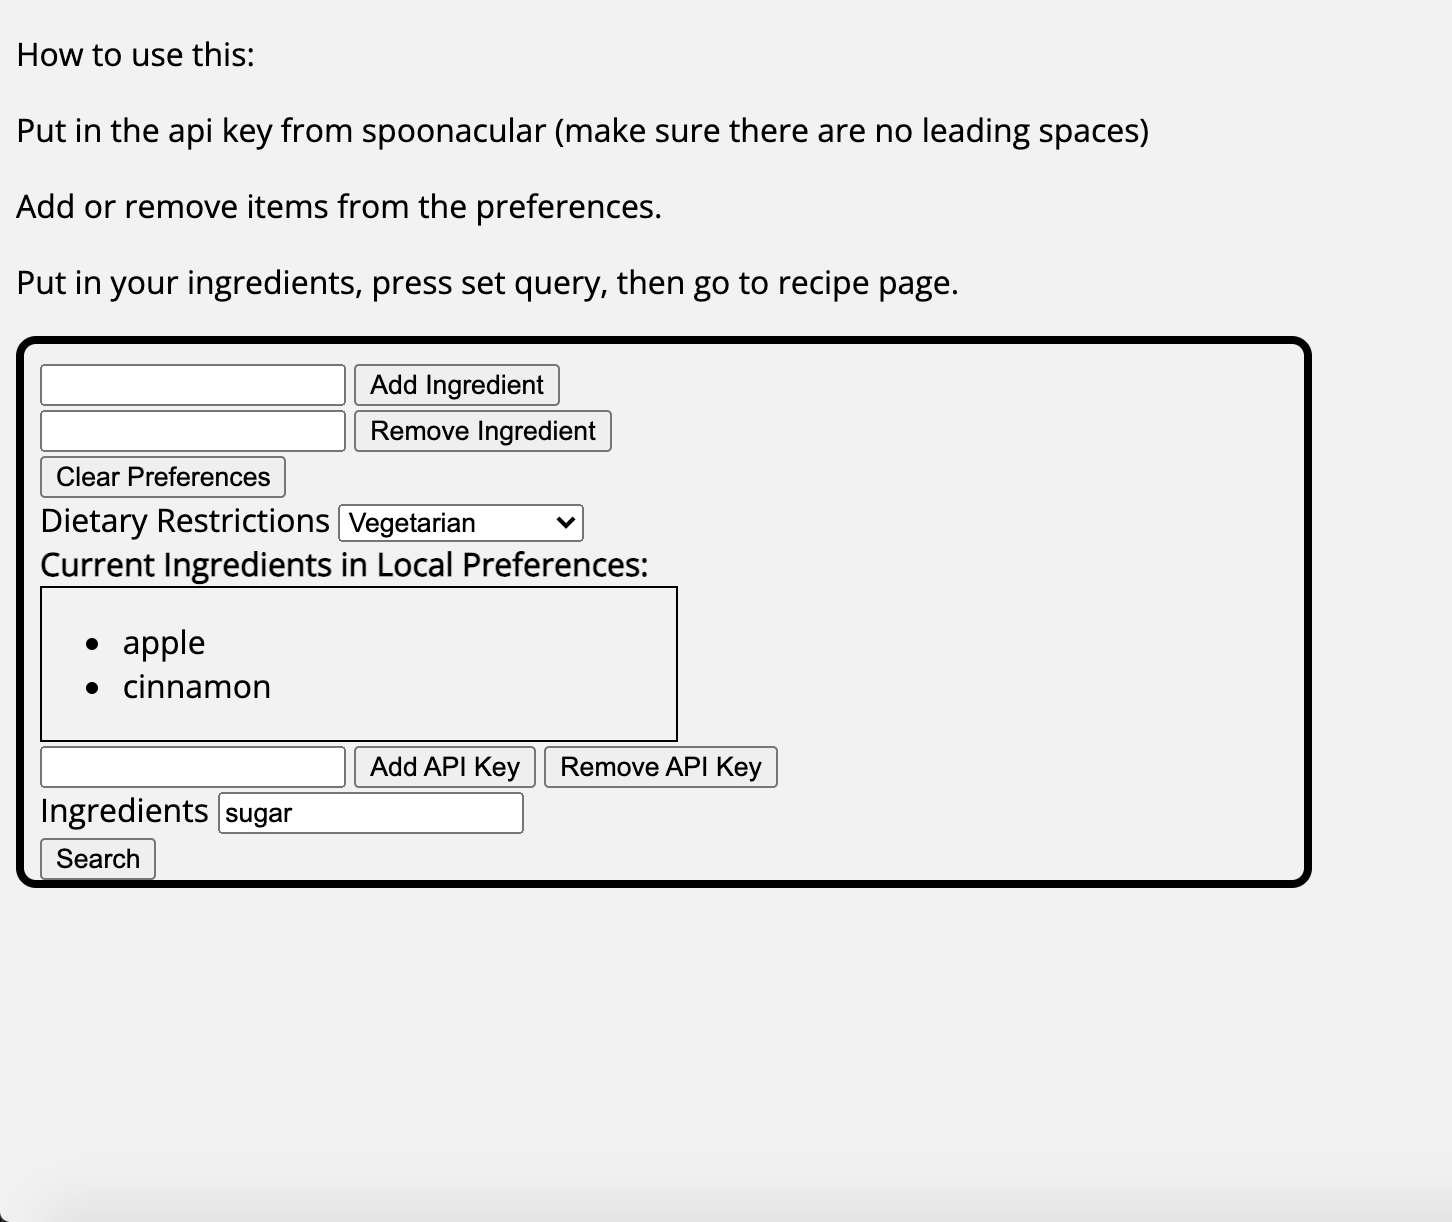 How to use this:
Put in the api key from spoonacular (make sure there are no leading spaces)
Add or remove items from the preferences.
Put in your ingredients, press set query, then go to recipe page.
Add Ingredient
Remove Ingredient
Clear Preferences
Dietary Restrictions Vegetarian
Current Ingredients in Local Preferences:
apple
cinnamon
Add API Key Remove API Key
Ingredients sugar
Search